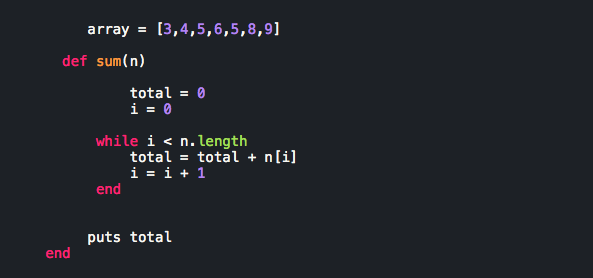 array = [3,4,5,6,5,8,9]
def sum(n)
total = 0
i = 0
while i < n.length
total = total + n[i]
i = i + 1
end
puts total
end